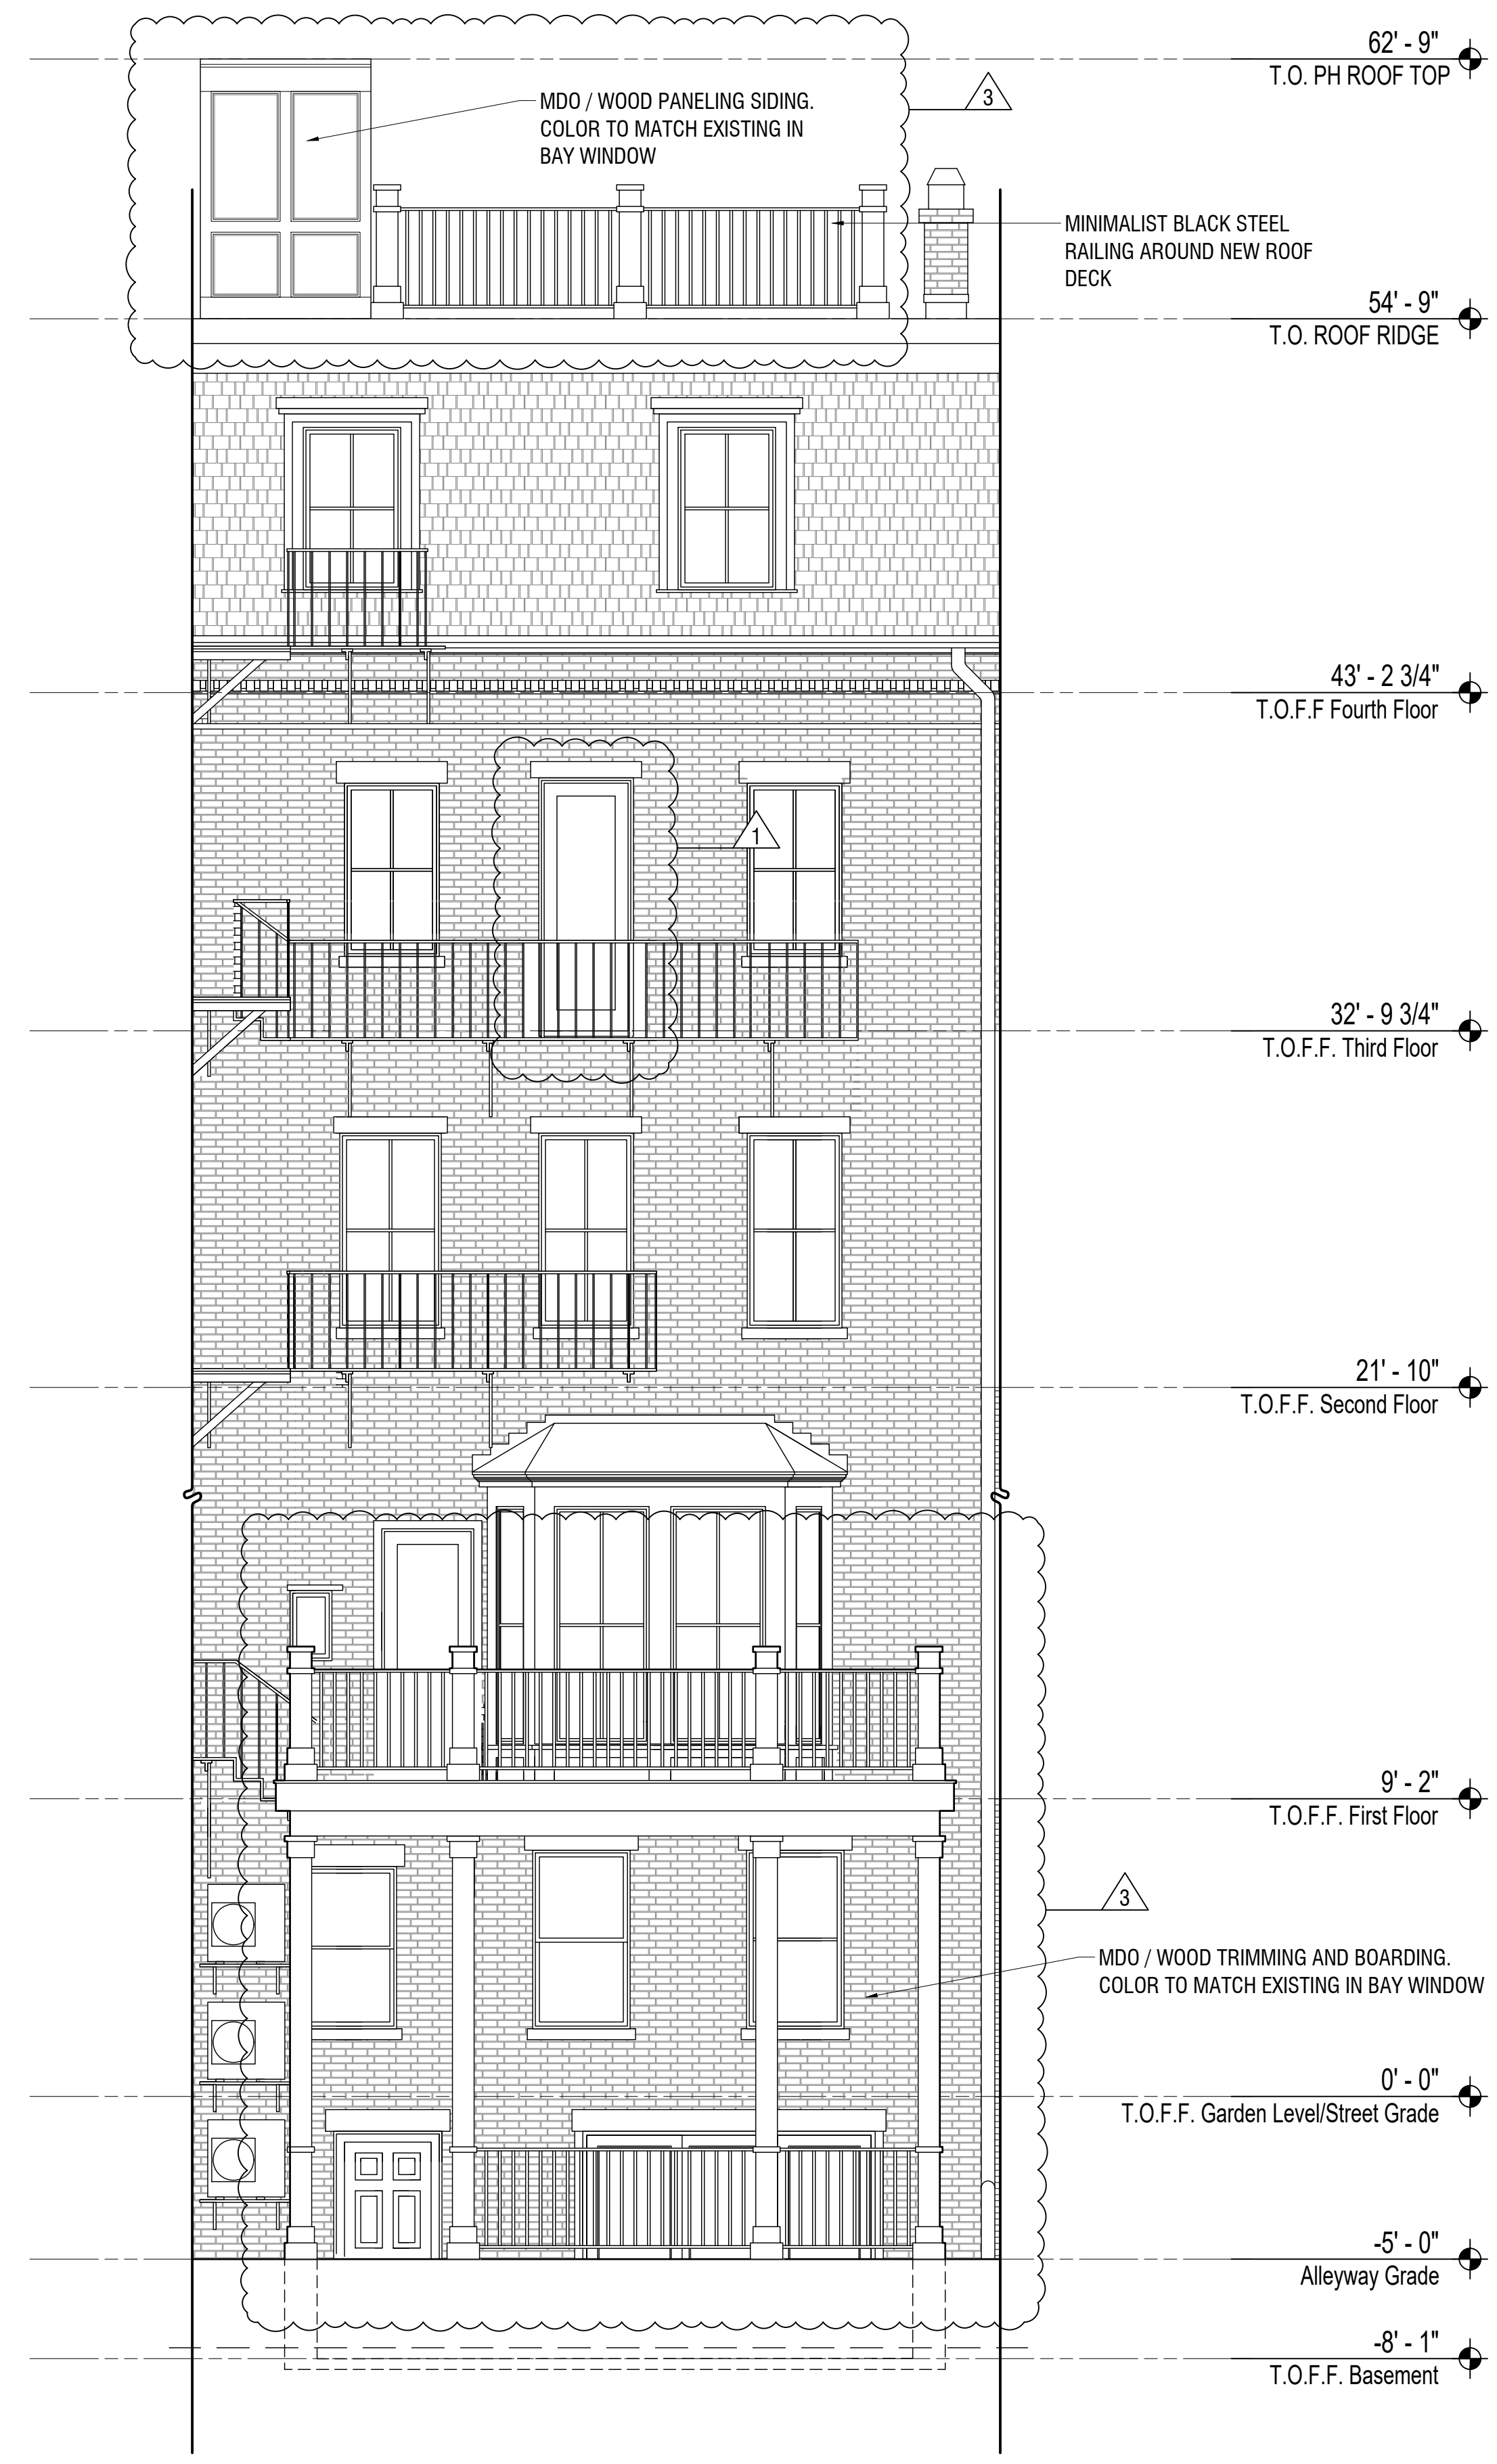 62' - 9"
T.O. PH ROOF TOP
3
MDO / WOOD PANELING SIDING.
COLOR TO MATCH EXISTING IN
BAY WINDOW
MINIMALIST BLACK STEEL
RAILING AROUND NEW ROOF
DECK
54' - 9"
T.O. ROOF RIDGE
43' - 2 3/4"
T.O.F.F Fourth Floor
1
32' - 9 3/4"
T.O.F.F. Third Floor
21' - 10"
T.O.F.F. Second Floor
9' - 2"
T.O.F.F. First Floor
3
MDO / WOOD TRIMMING AND BOARDING.
COLOR TO MATCH EXISTING IN BAY WINDOW
0' - 0"
T.O.F.F. Garden Level/Street Grade
-5' - 0"
Alleyway Grade
-8' - 1"
T.O.F.F. Basement